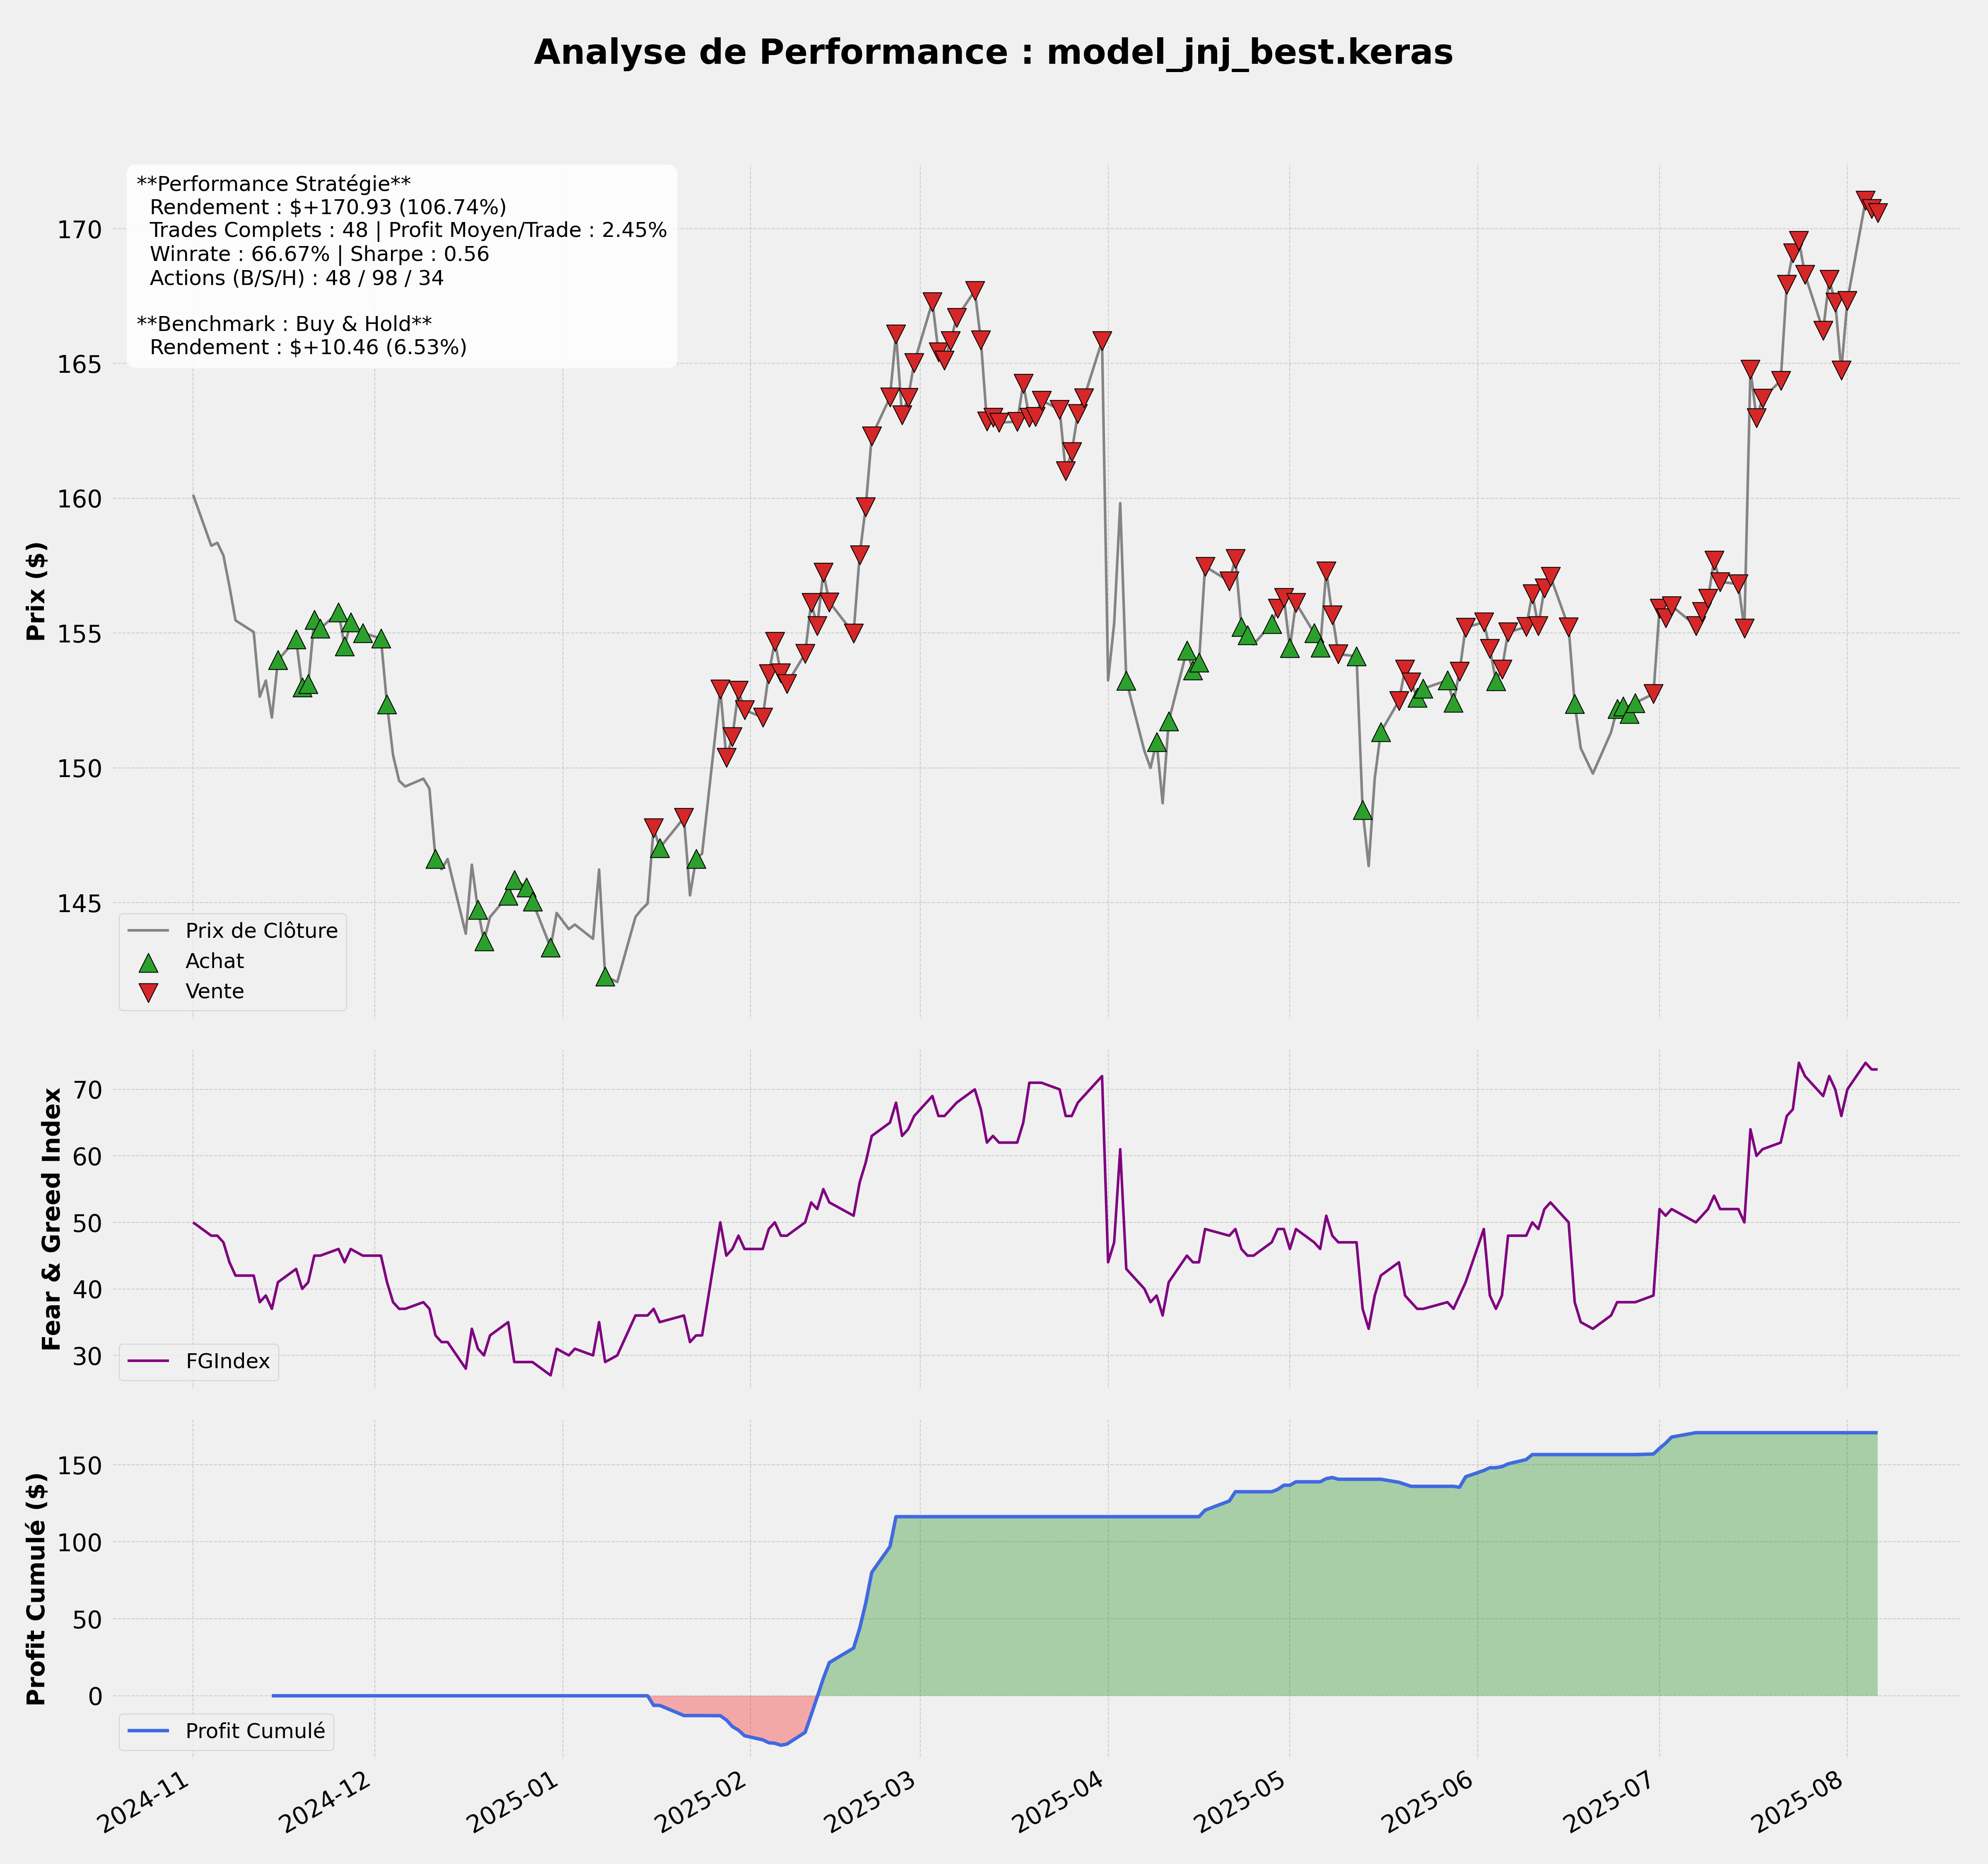 Analyse de Performance : model_jnj_best.keras
**Performance Stratégie**
Rendement : $+170.93 (106.74%)
Trades Complets : 48 | Profit Moyen/Trade : 2.45%
Winrate : 66.67% | Sharpe : 0.56
Actions (B/S/H) : 48 / 98 / 34
**Benchmark : Buy & Hold**
Rendement : $+10.46 (6.53%)
Prix ($)
170
165
160
155
150
145
Prix de Clôture
Achat
Vente
Fear & Greed Index
70
60
50
40
30
FGIndex
Profit Cumulé ($)
150
100
50
0
Profit Cumulé
2024-11
2024-12
2025-01
2025-02
2025-03
2025-04
2025-05
2025-06
2025-07
2025-08